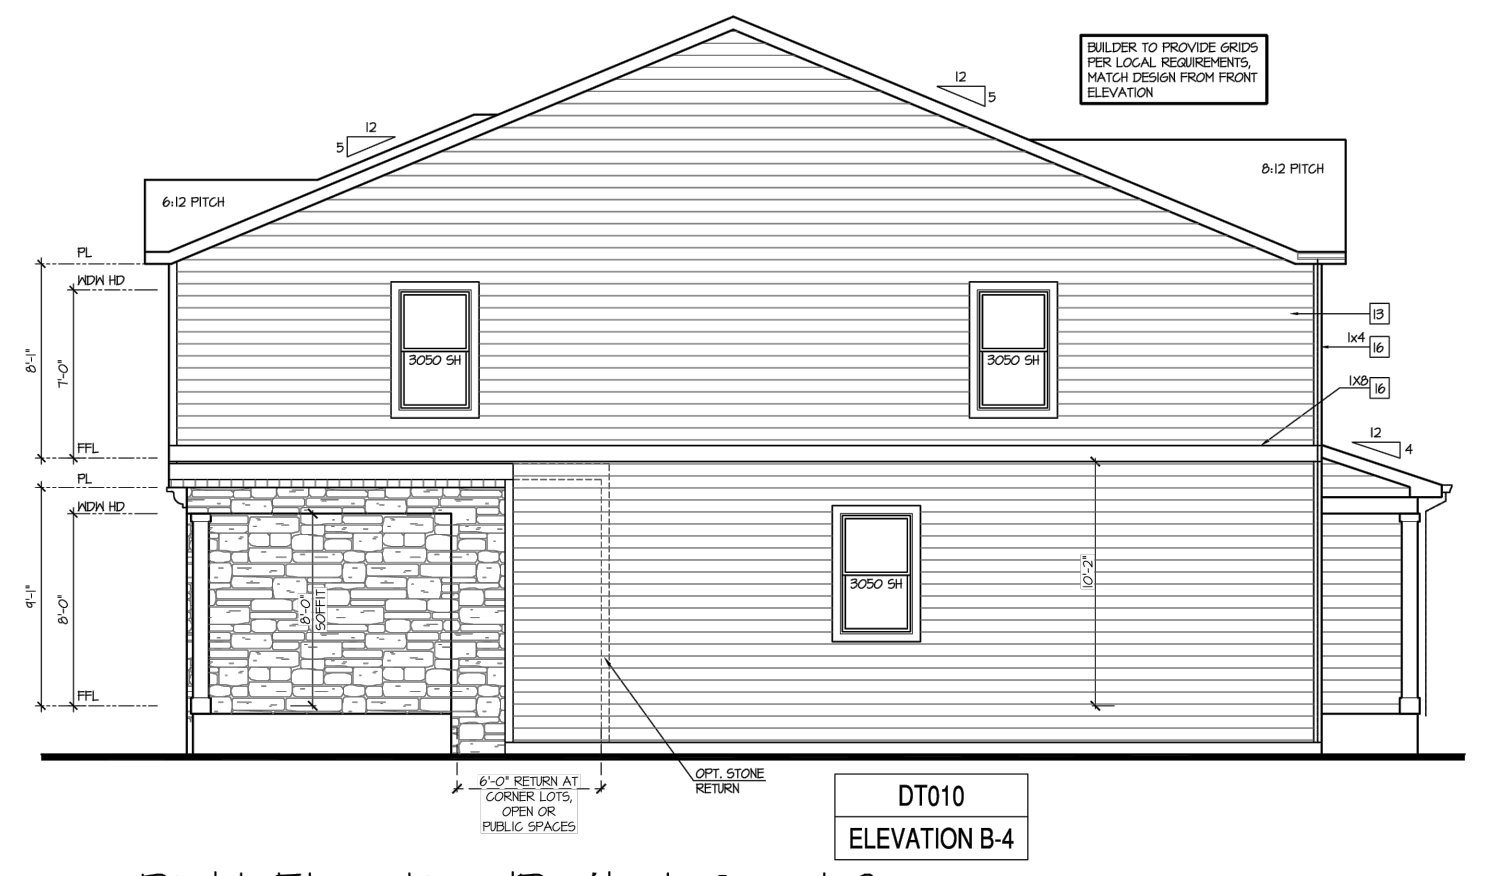 BUILDER TO PROVIDE GRIDS
PER LOCAL REQUIREMENTS,
MATCH DESIGN FROM FRONT
ELEVATION
12
5
12
5
6:12 PITCH
8:12 PITCH
PL
WDW HD
8'-1"
7'-0"
FFL
3050 SH
3050 SH
13
1x4
16
1X8
16
12
4
PL
WDW HD
9'-1"
8'-0"
FFL
8'-0"
SOFFIT
3050 SH
10'-2"
6'-0" RETURN AT
CORNER LOTS,
OPEN OR
PUBLIC SPACES
OPT. STONE
RETURN
DT010
ELEVATION B-4